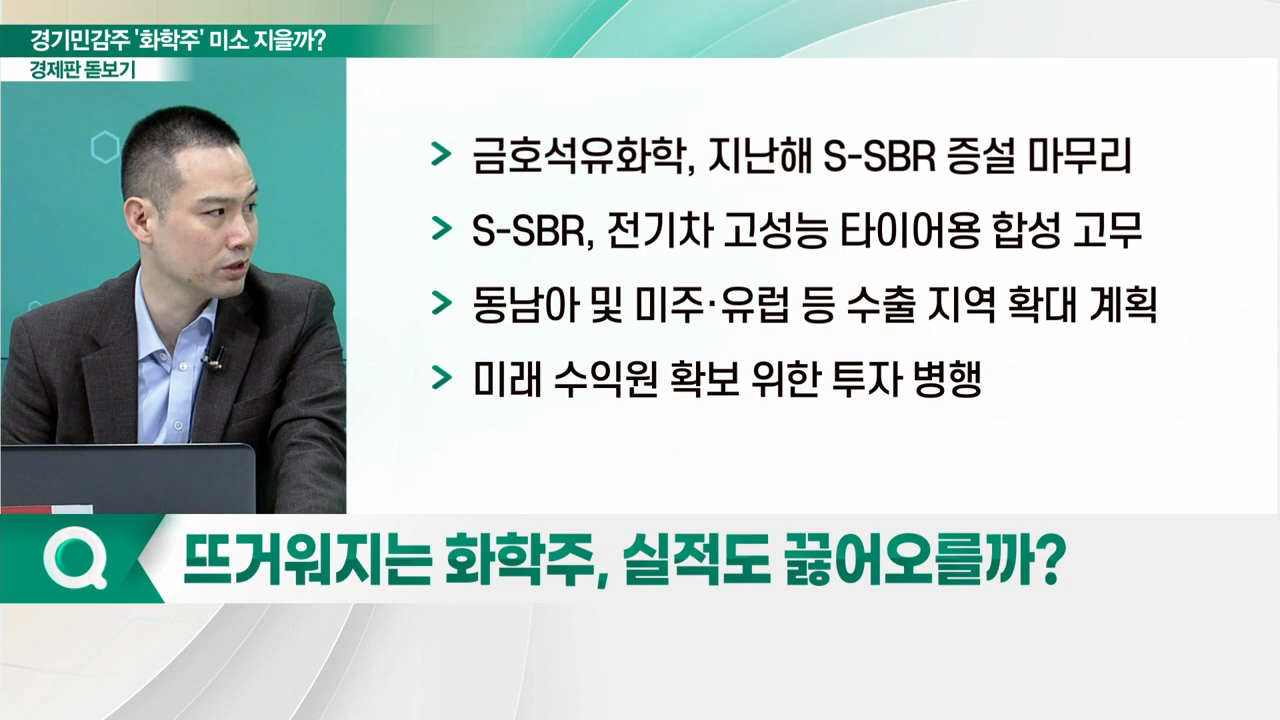 경기민감주 '화학주' 미소 지을까?
경제판 돋보기
> 금호석유화학, 지난해 S-SBR 증설 마무리
> S-SBR, 전기차 고성능 타이어용 합성 고무
> 동남아 및 미주·유럽 등 수출 지역 확대 계획
> 미래 수익원 확보 위한 투자 병행
뜨거워지는 화학주, 실적도 끓어오를까?